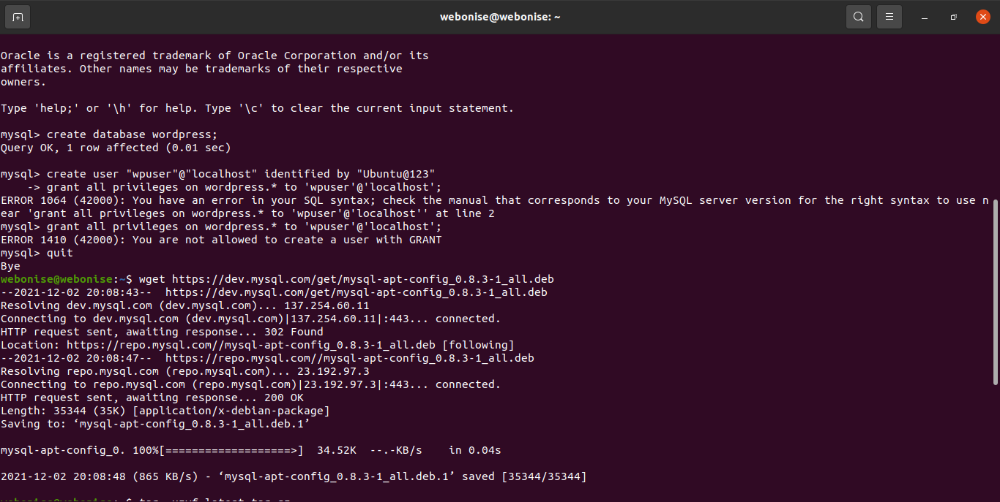 webonise@webonise: ~
Oracle is a registered trademark of Oracle Corporation and/or its
affiliates. Other names may be trademarks of their respective
owners.
Type 'help;' or '\h' for help. Type '\c' to clear the current input statement.
mysql> create database wordpress;
Query OK, 1 row affected (0.01 sec)
mysql> create user "wpuser"@"localhost" identified by "Ubuntu@123"
    -> grant all privileges on wordpress.* to 'wpuser'@'localhost';
ERROR 1064 (42000): You have an error in your SQL syntax; check the manual that corresponds to your MySQL server version for the right syntax to use n
ear 'grant all privileges on wordpress.* to 'wpuser'@'localhost'' at line 2
mysql> grant all privileges on wordpress.* to 'wpuser'@'localhost';
ERROR 1410 (42000): You are not allowed to create a user with GRANT
mysql> quit
Bye
webonise@webonise:~$ wget https://dev.mysql.com/get/mysql-apt-config_0.8.3-1_all.deb
--2021-12-02 20:08:43--  https://dev.mysql.com/get/mysql-apt-config_0.8.3-1_all.deb
Resolving dev.mysql.com (dev.mysql.com)... 137.254.60.11
Connecting to dev.mysql.com (dev.mysql.com)|137.254.60.11|:443... connected.
HTTP request sent, awaiting response... 302 Found
Location: https://repo.mysql.com//mysql-apt-config_0.8.3-1_all.deb [following]
--2021-12-02 20:08:47--  https://repo.mysql.com//mysql-apt-config_0.8.3-1_all.deb
Resolving repo.mysql.com (repo.mysql.com)... 23.192.97.3
Connecting to repo.mysql.com (repo.mysql.com)|23.192.97.3|:443... connected.
HTTP request sent, awaiting response... 200 OK
Length: 35344 (35K) [application/x-debian-package]
Saving to: ‘mysql-apt-config_0.8.3-1_all.deb.1’
mysql-apt-config_0. 100%[===================>]  34.52K  --.-KB/s    in 0.04s
2021-12-02 20:08:48 (865 KB/s) - ‘mysql-apt-config_0.8.3-1_all.deb.1’ saved [35344/35344]